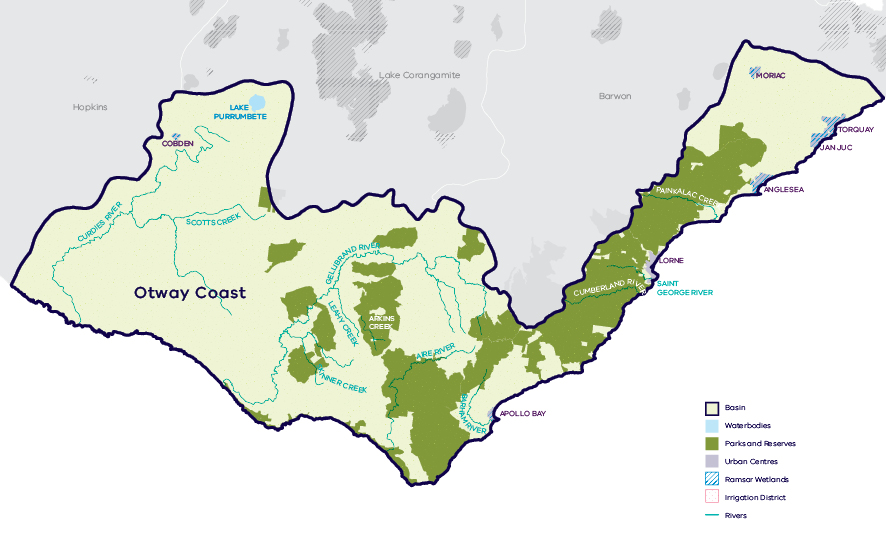 Lake Corangamite
MORIAC
Hopkins
Barwon
LAKE
PURRUMBETE
TORQUAY
COBDEN
JAN JUC
ANGLESEA
PAINKALAC CREE
CURDIES RIVER
SCOTTS CREEK
GELLIBRAND RIVER
LORNE
SAINT
GEORGE RIVER
CUMBERLAND RIVER
Otway Coast
LEAHY CREEK
ARKINS
CREEK
AIRE RIVER
YNNER CREEK
BARHAM RIVER
APOLLO BAY
Basin
Waterbodies
Parks and Reserves
Urban Centres
Ramsar Wetlands
Irrigation District
Rivers